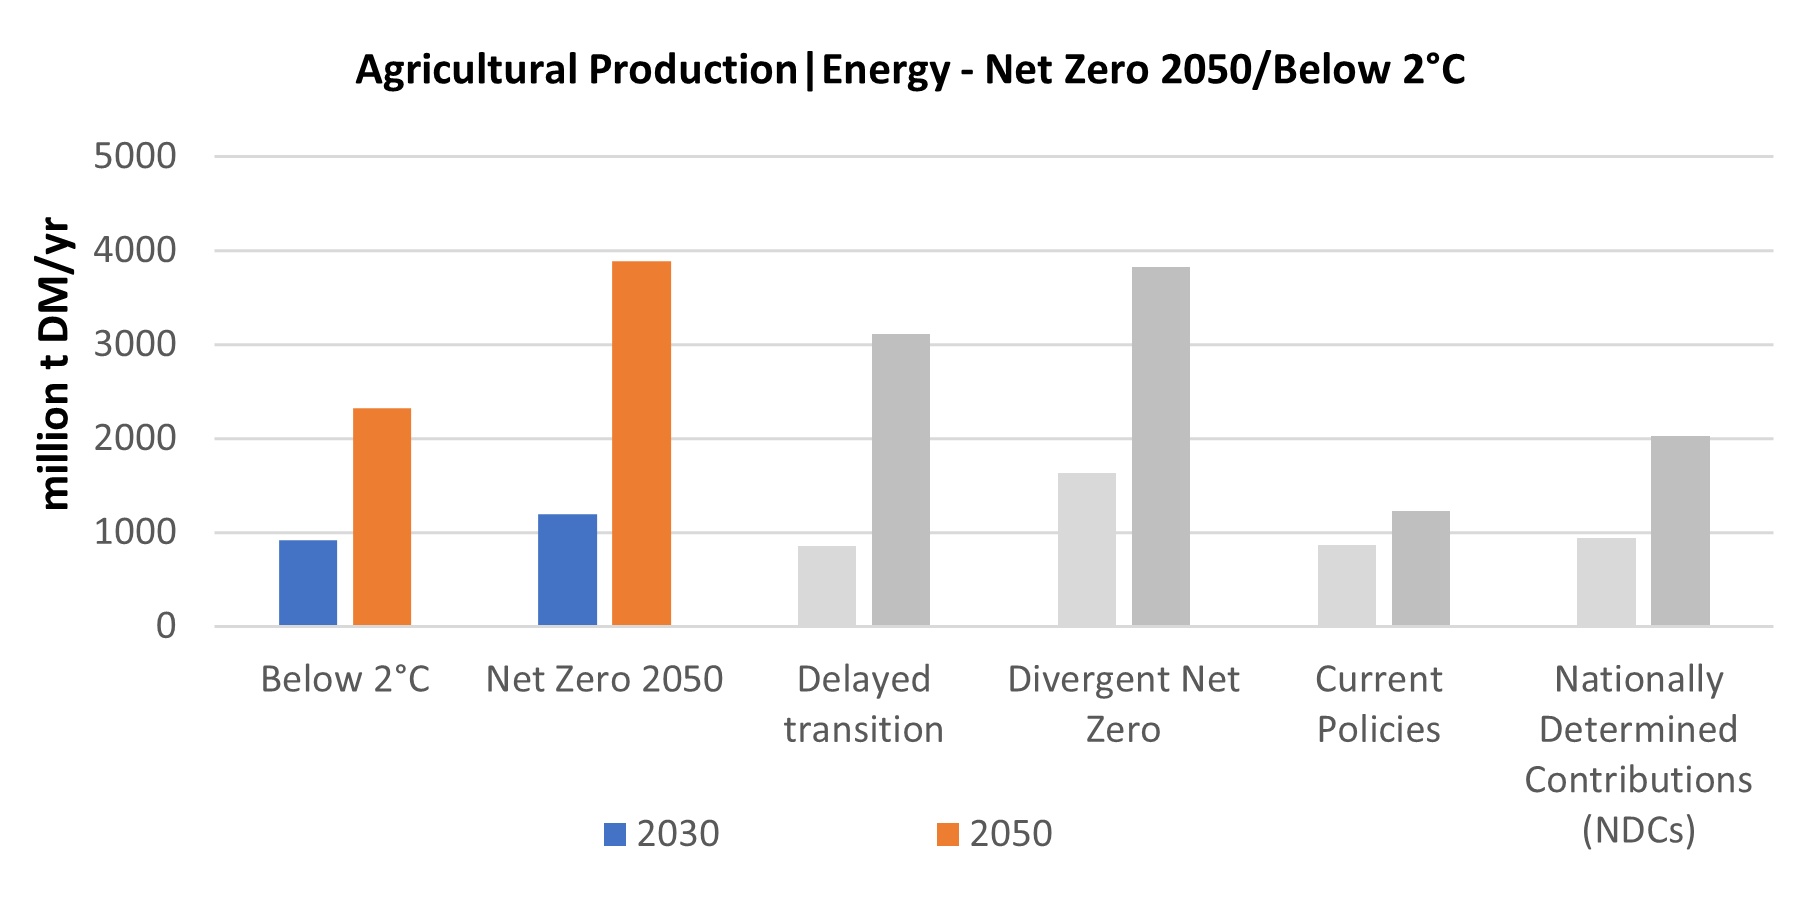 Agricultural Production|Energy - Net Zero 2050/Below 2°C
million t DM/yr
5000
4000
3000
2000
1000
0
Below 2°C
Net Zero 2050
Delayed
transition
Divergent Net
Zero
Current
Policies
Nationally
Determined
Contributions
(NDCs)
2030
2050